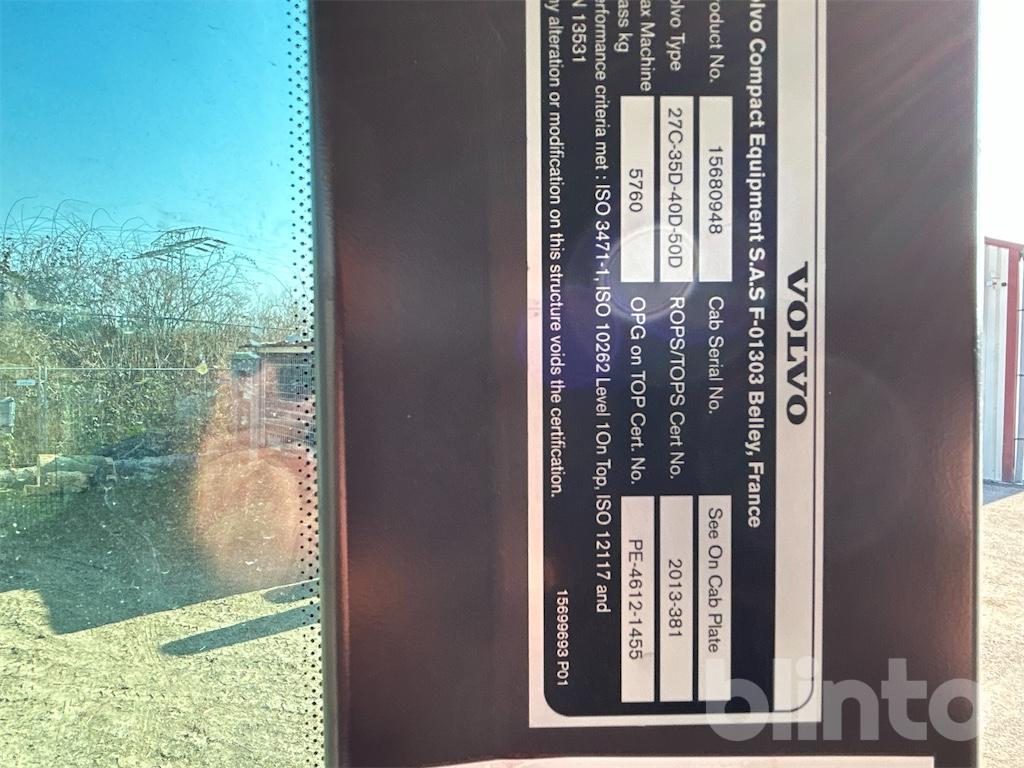 VOLVO
lvo Compact Equipment S.A.S F-01303 Belley, France
roduct No. 15680948 Cab Serial No. See On Cab Plate
lvo Type 27C-35D-40D-50D ROPS/TOPS Cert No. 2013-381
ax Machine 5760 OPG on TOP Cert. No. PE-4612-1455
ass kg
erformance criteria met : ISO 3471-1, ISO 10262 Level 1On Top, ISO 12117 and
N 13531
ny alteration or modification on this structure voids the certification.
15699693 P01
blinto